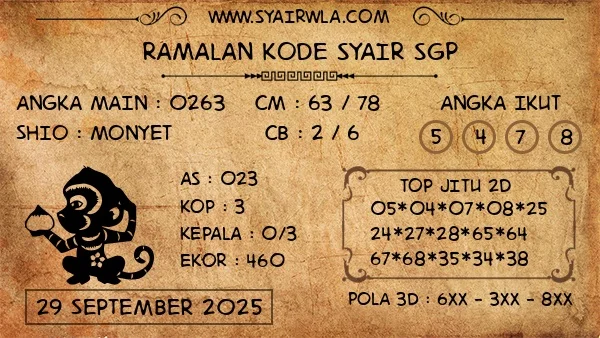 WWW.SYAIRWLA.COM
RAMALAN KODE SYAIR SGP
ANGKA MAIN : 0263
CM : 63 / 78
ANGKA IKUT
SHIO : MONYET
CB : 2 / 6
5 4 7 8
AS : 023
KOP : 3
KEPALA : 0/3
EKOR : 460
TOP JITU 2D
05*04*07*08*25
24*27*28*65*64
67*68*35*34*38
29 SEPTEMBER 2025
POLA 3D : 6XX - 3XX - 8XX